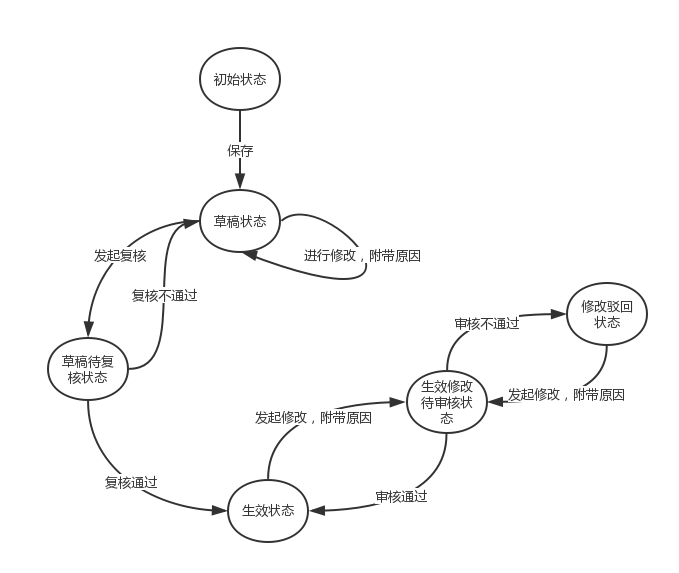 初始状态
保存
草稿状态
发起复核
进行修改，附带原因
复核不通过
修改驳回
状态
审核不通过
草稿待复
核状态
生效修改
待审核状
态
发起修改，附带原因
发起修改，附带原因
复核通过
审核通过
生效状态